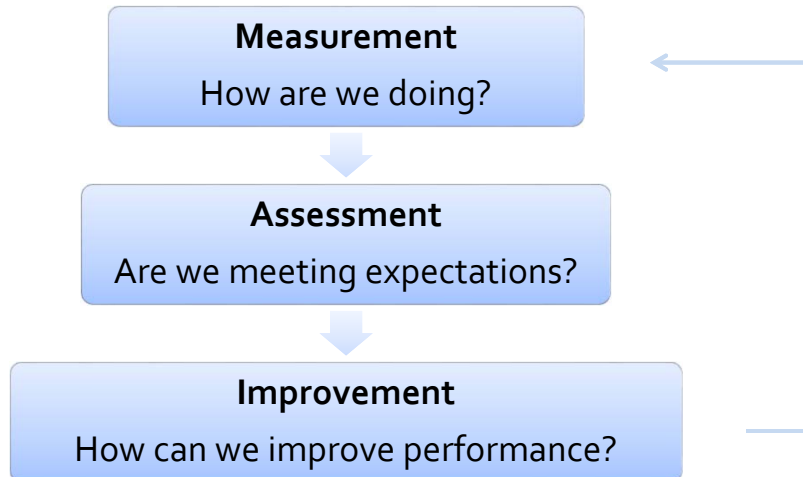 Measurement
How are we doing?
Assessment
Are we meeting expectations?
Improvement
How can we improve performance?